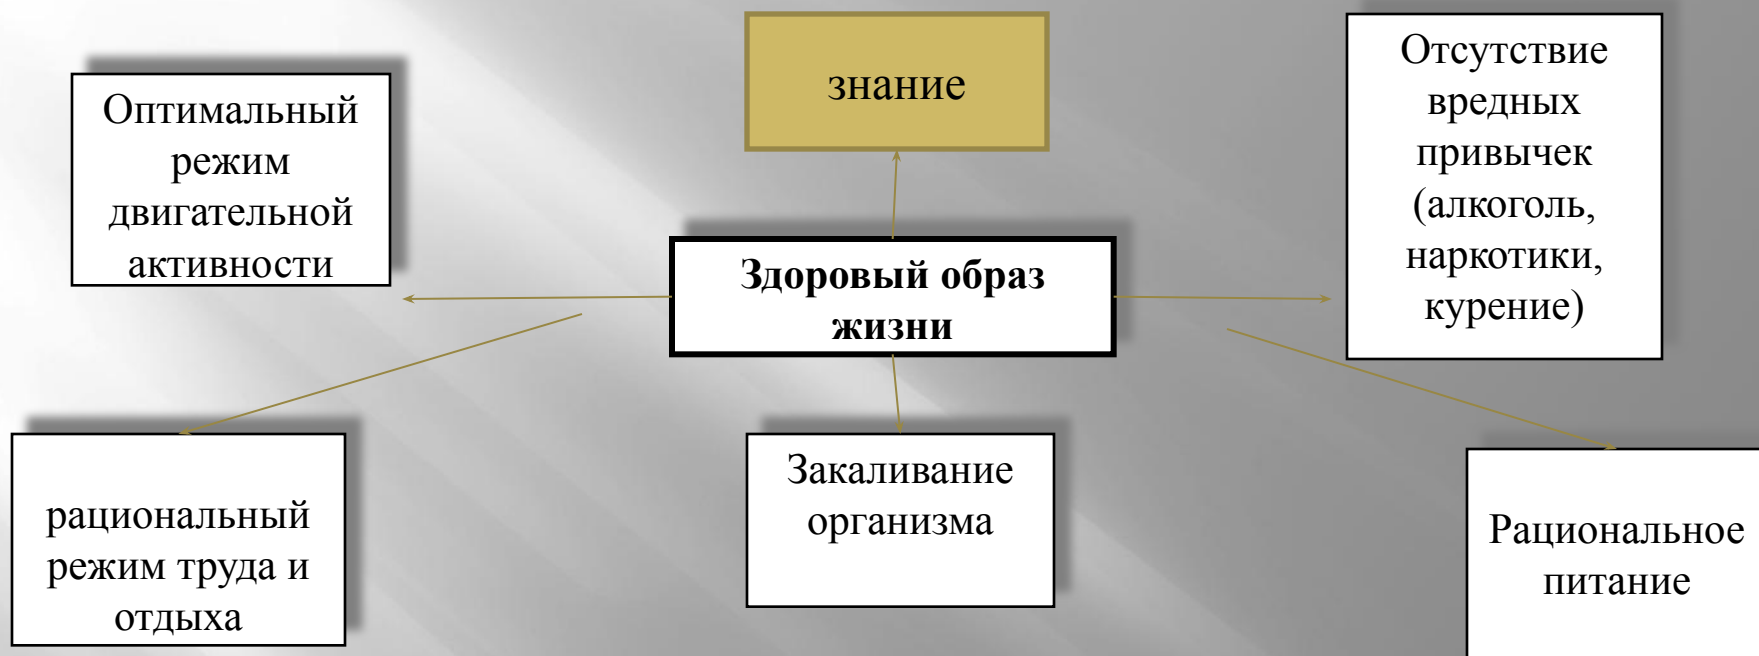 знание
Отсутствие
вредных
привычек
(алкоголь,
наркотики,
курение)
Оптимальный
режим
двигательной
активности
Здоровый образ
жизни
рациональный
режим труда и
отдыха
Закаливание
организма
Рациональное
питание